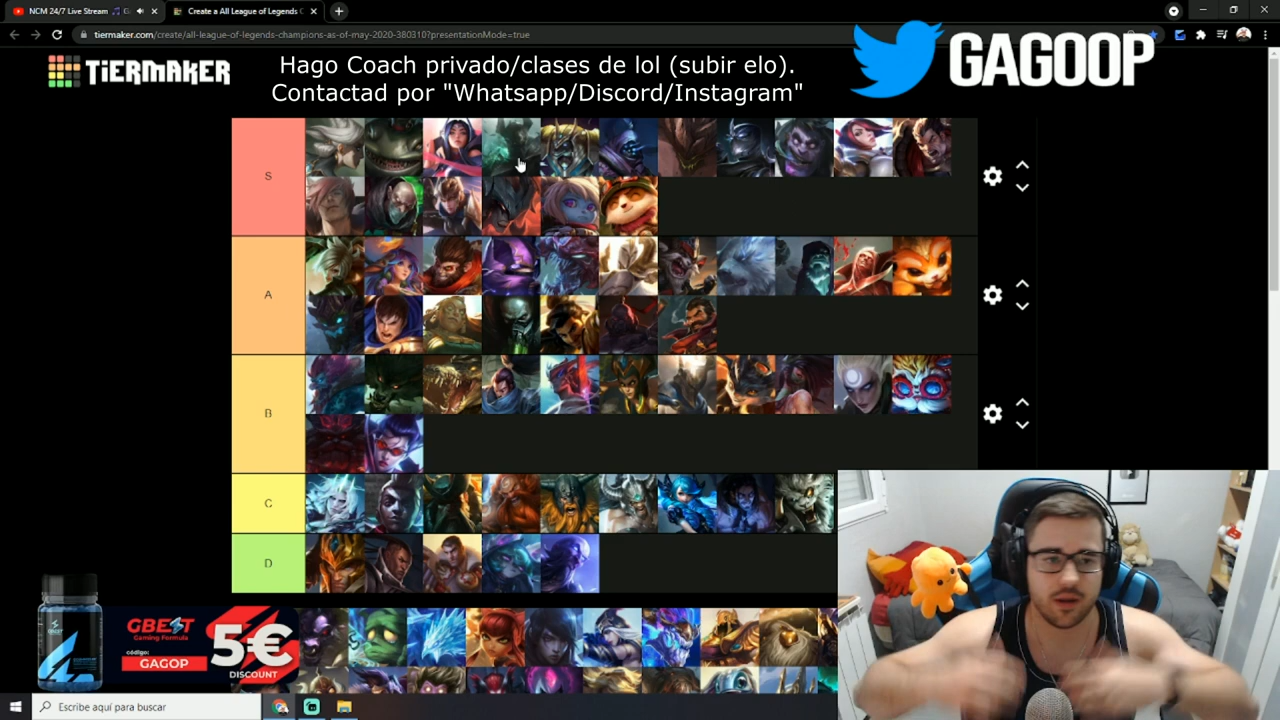 NCM 24/7 Live Stream
Create a All League of Legends C
tiermaker.com/create/all-league-of-legends-champions-as-of-may-2020-380310?presentationMode=true
TiERMAKER
Hago Coach privado/clases de lol (subir elo).
Contactad por "Whatsapp/Discord/Instagram"
GAGOOP
S
A
B
C
D
GBEST
Gaming Formula
código:
GAGOP
5€
DISCOUNT
Escribe aquí para buscar